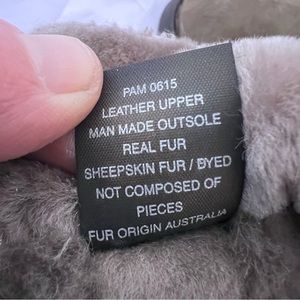 PAM 0615
LEATHER UPPER
MAN MADE OUTSOLE
REAL FUR
SHEEPSKIN FUR / DYED
NOT COMPOSED OF
PIECES
FUR ORIGIN AUSTRALIA